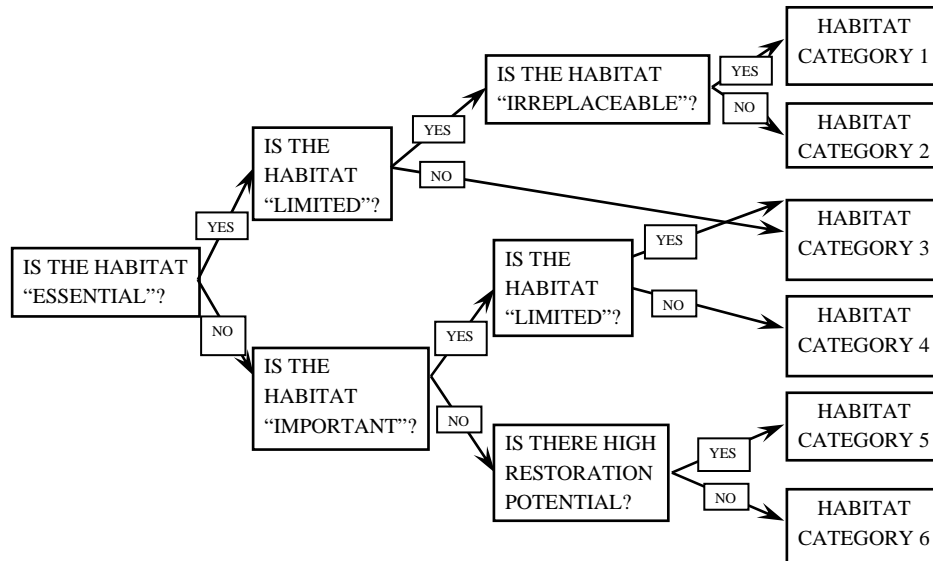 IS THE HABITAT
“ESSENTIAL”?
YES
NO
IS THE
HABITAT
“LIMITED”?
YES
NO
IS THE HABITAT
“IRREPLACEABLE”?
YES
NO
HABITAT
CATEGORY 1
HABITAT
CATEGORY 2
IS THE
HABITAT
“IMPORTANT”?
YES
NO
IS THE
HABITAT
“LIMITED”?
YES
NO
HABITAT
CATEGORY 3
HABITAT
CATEGORY 4
IS THERE HIGH
RESTORATION
POTENTIAL?
YES
NO
HABITAT
CATEGORY 5
HABITAT
CATEGORY 6